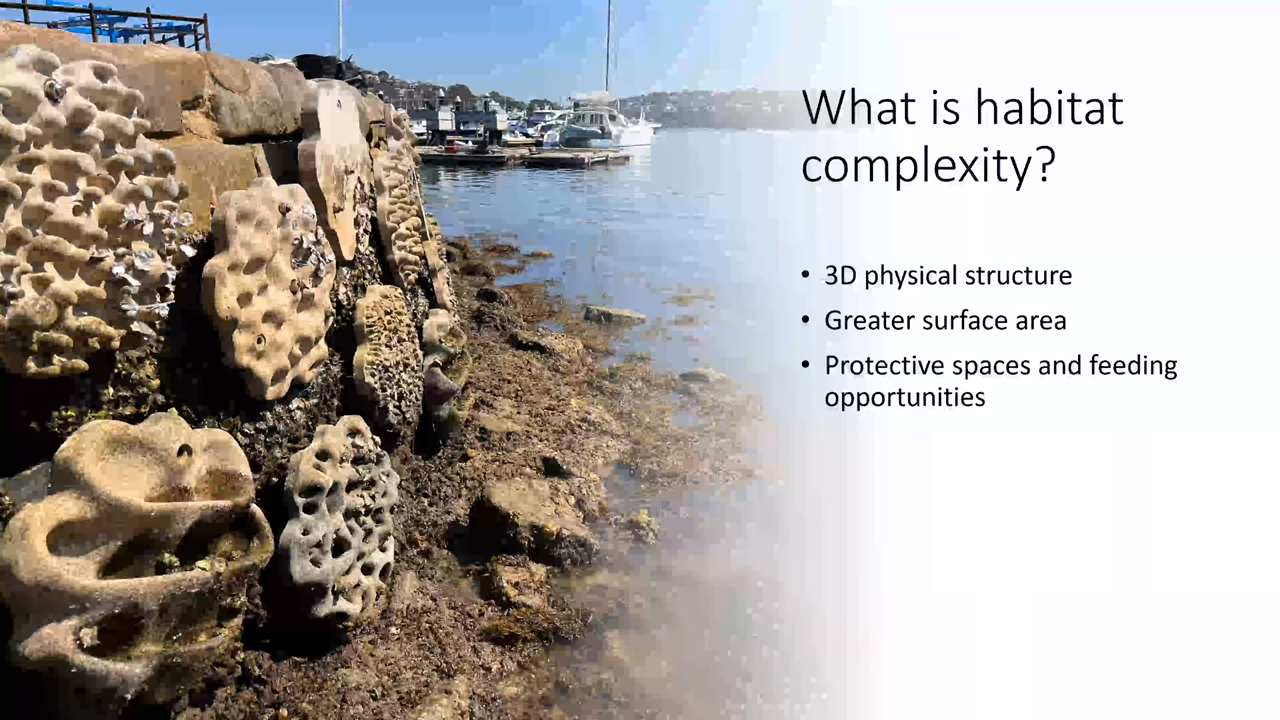 What is habitat
complexity?
• 3D physical structure
• Greater surface area
• Protective spaces and feeding
opportunities